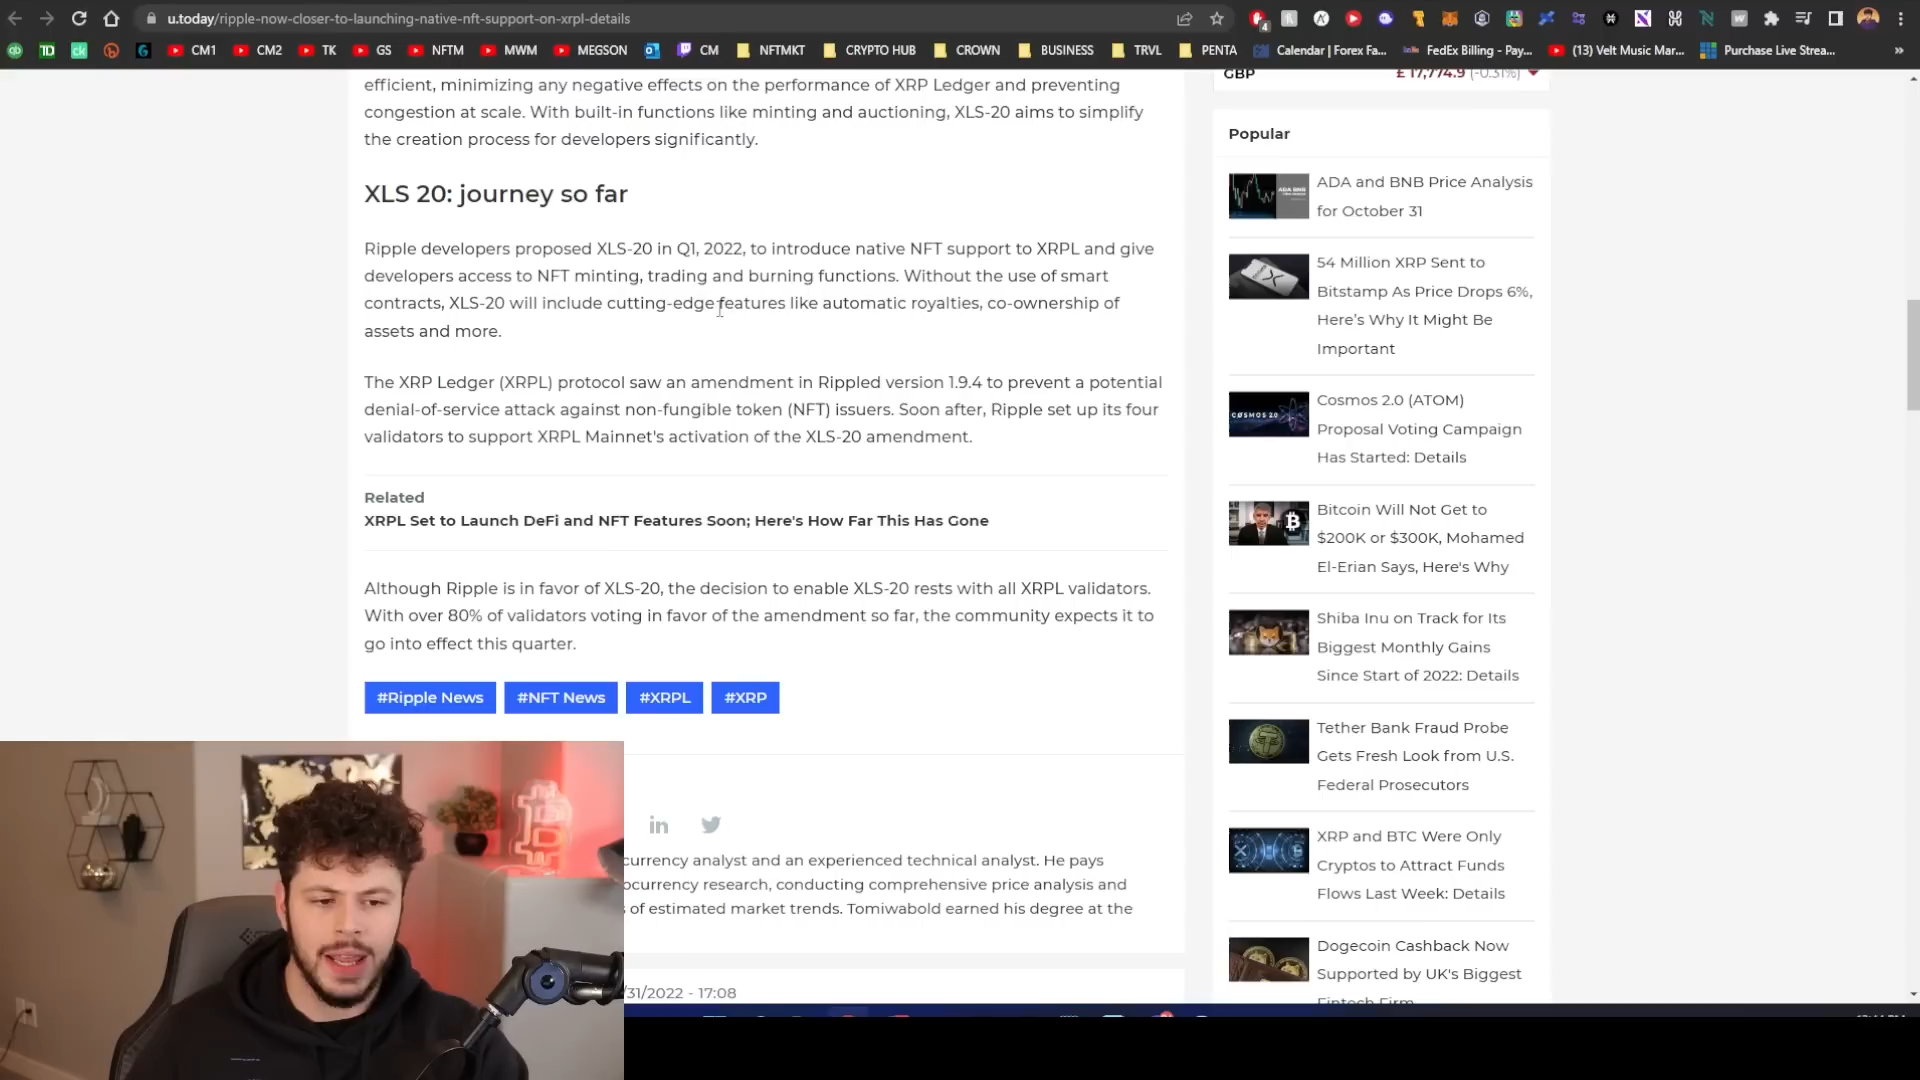 u.today/ripple-now-closer-to-launching-native-nft-support-on-xrpl-details
4
CM1 CM2 TK GS NFTM MWM MEGSON CM NFTMKT CRYPTO HUB CROWN BUSINESS TRVL PENTA Calendar | Forex Fa... FedEx Billing - Pay... (13) Velt Music Mar... Purchase Live Strea... »
efficient, minimizing any negative effects on the performance of XRP Ledger and preventing
congestion at scale. With built-in functions like minting and auctioning, XLS-20 aims to simplify
the creation process for developers significantly.
XLS 20: journey so far
Ripple developers proposed XLS-20 in Q1, 2022, to introduce native NFT support to XRPL and give
developers access to NFT minting, trading and burning functions. Without the use of smart
contracts, XLS-20 will include cutting-edge features like automatic royalties, co-ownership of
assets and more.
The XRP Ledger (XRPL) protocol saw an amendment in Rippled version 1.9.4 to prevent a potential
denial-of-service attack against non-fungible token (NFT) issuers. Soon after, Ripple set up its four
validators to support XRPL Mainnet's activation of the XLS-20 amendment.
Related
XRPL Set to Launch DeFi and NFT Features Soon; Here's How Far This Has Gone
Although Ripple is in favor of XLS-20, the decision to enable XLS-20 rests with all XRPL validators.
With over 80% of validators voting in favor of the amendment so far, the community expects it to
go into effect this quarter.
#Ripple News #NFT News #XRPL #XRP
in
currency analyst and an experienced technical analyst. He pays
ocurrency research, conducting comprehensive price analysis and
s of estimated market trends. Tomiwabold earned his degree at the
/31/2022 - 17:08
GBP £ 17,774.9 (-0.31%)
Popular
ADA and BNB Price Analysis
for October 31
54 Million XRP Sent to
Bitstamp As Price Drops 6%,
Here's Why It Might Be
Important
COSMOS 2.0
Cosmos 2.0 (ATOM)
Proposal Voting Campaign
Has Started: Details
Bitcoin Will Not Get to
$200K or $300K, Mohamed
El-Erian Says, Here's Why
Shiba Inu on Track for Its
Biggest Monthly Gains
Since Start of 2022: Details
Tether Bank Fraud Probe
Gets Fresh Look from U.S.
Federal Prosecutors
XRP and BTC Were Only
Cryptos to Attract Funds
Flows Last Week: Details
Dogecoin Cashback Now
Supported by UK's Biggest
Fintech Firm